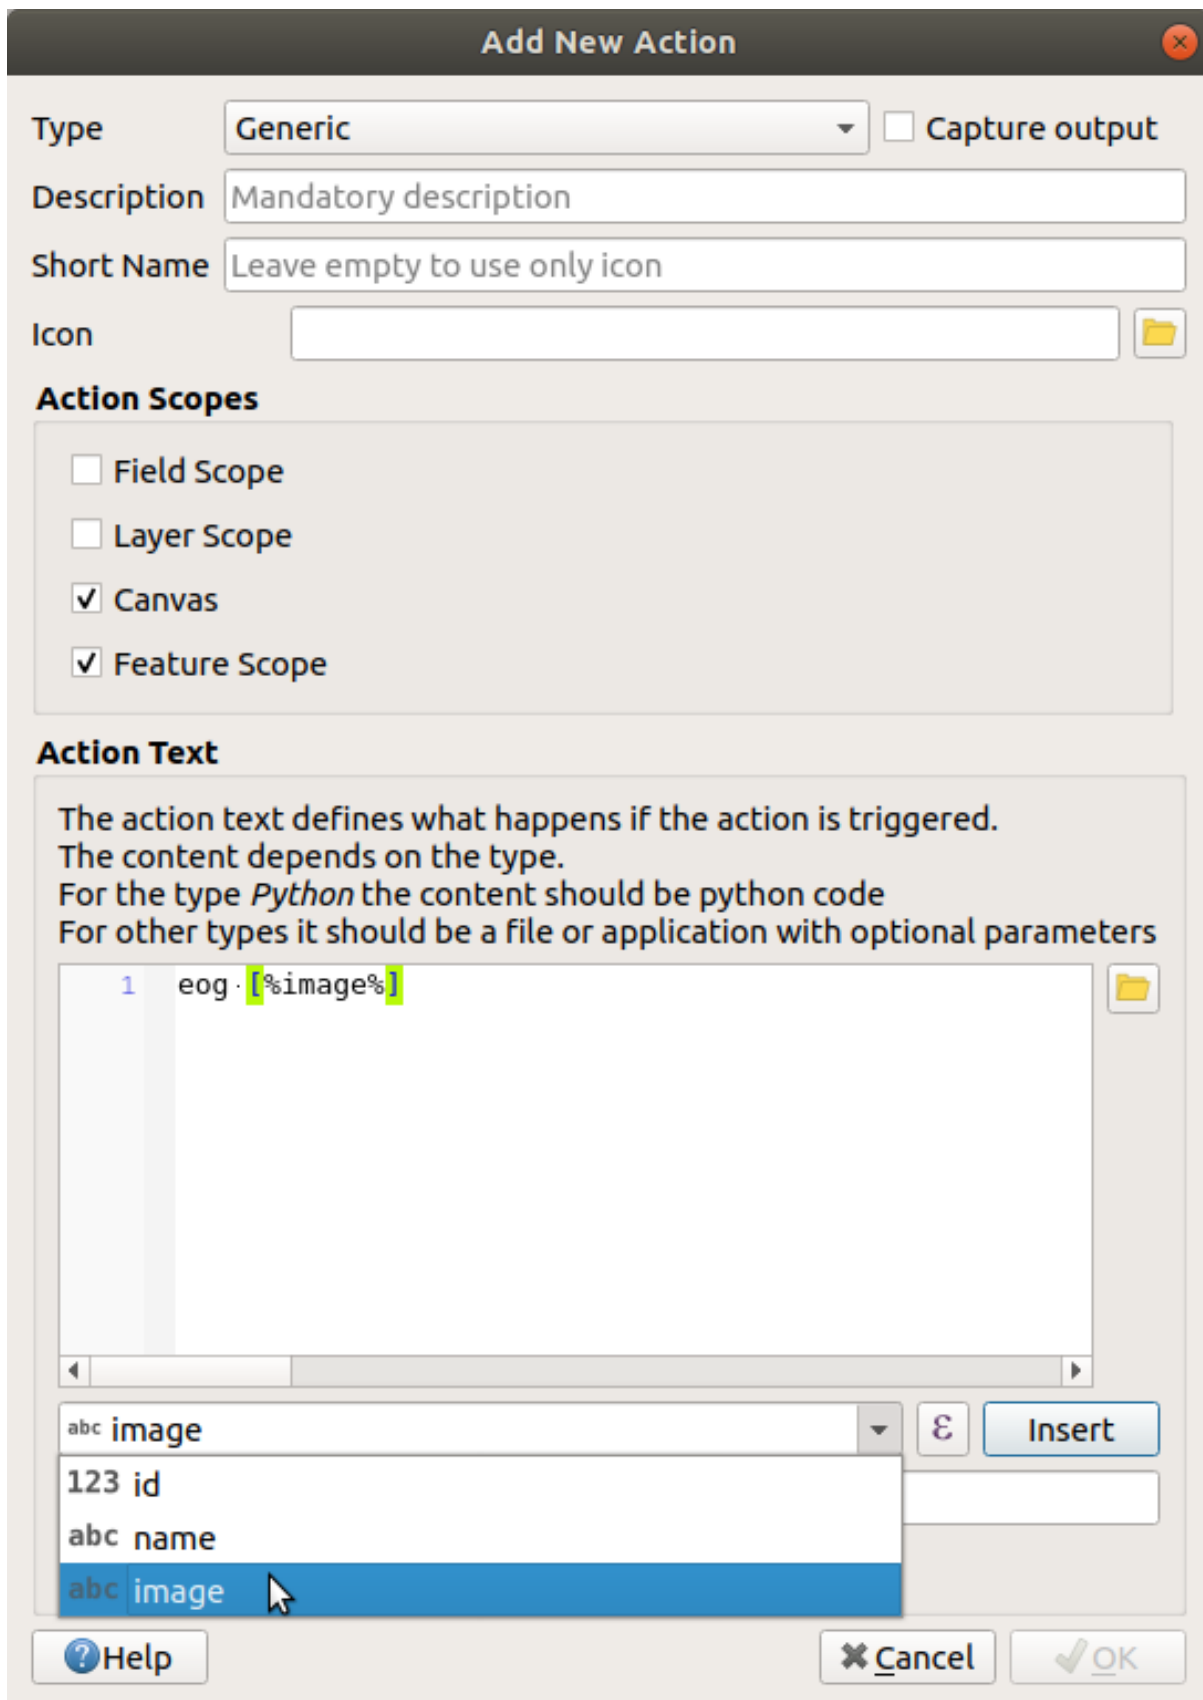 Add New Action
Type Generic Capture output
Description Mandatory description
Short Name Leave empty to use only icon
Icon
Action Scopes
Field Scope
Layer Scope
Canvas
Feature Scope
Action Text
The action text defines what happens if the action is triggered.
The content depends on the type.
For the type Python the content should be python code
For other types it should be a file or application with optional parameters
1 eog·[%image%]
abc image ε Insert
123 id
abc name
abc image
?Help Cancel OK